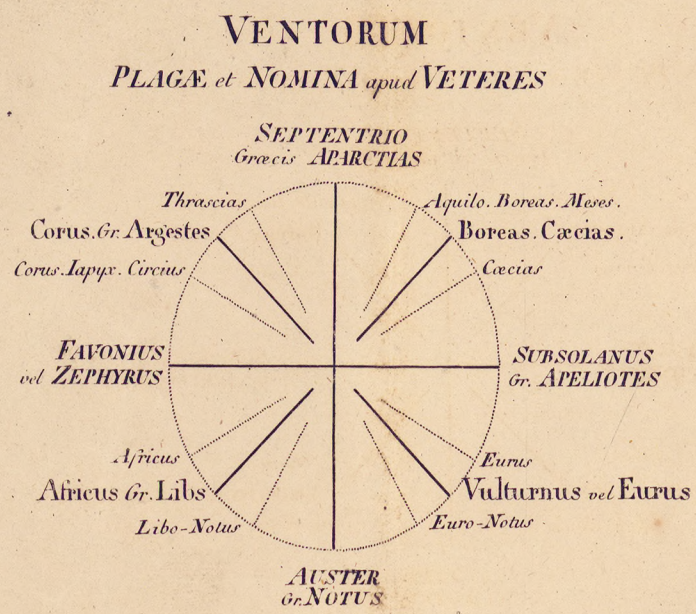 VENTORUM
PLAGÆ et NOMINA apud VETERES
SEPTENTRIO
Græcis APARCTIAS
Thrascias
Aquilo. Boreas. Meses.
Corus. Gr. Argestes
Boreas. Cæcias.
Corus. Iapyx. Circius
Cæcias
FAVONIUS
vel ZEPHYRUS
SUBSOLANUS
Gr. APELIOTES
Africus
Eurus
Africus Gr. Libs
Vulturnus vel Eurus
Libo-Notus
Euro-Notus
AUSTER
Gr. NOTUS